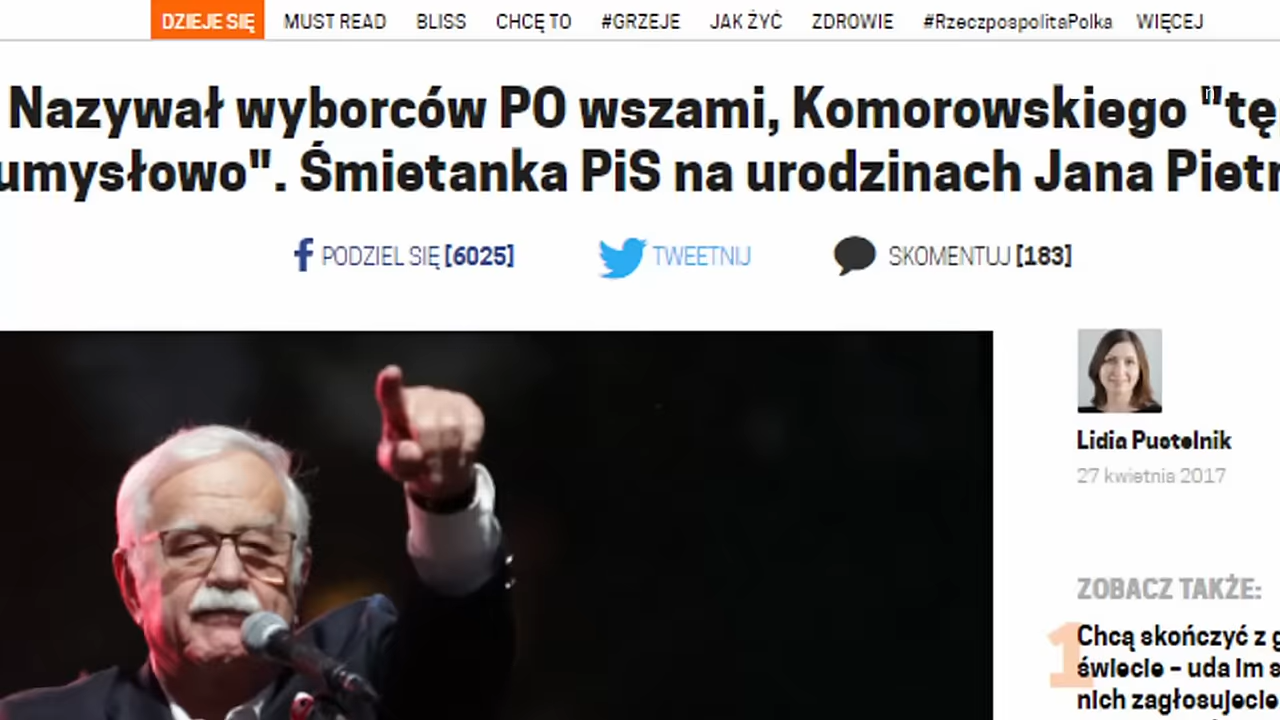 DZIEJE SIĘ MUST READ BLISS CHCĘ TO #GRZEJE JAK ŻYĆ ZDROWIE #RzeczpospolitaPolka WIĘCEJ
Nazywał wyborców PO wszami, Komorowskiego "tę
umysłowo". Śmietanka PiS na urodzinach Jana Piet
PODZIEL SIĘ [6025] TWEETNIJ SKOMENTUJ [183]
Lidia Pustelnik
27 kwietnia 2017
ZOBACZ TAKŻE:
1
Chcą skończyć z g
świecie – uda im s
nich zagłosujecie